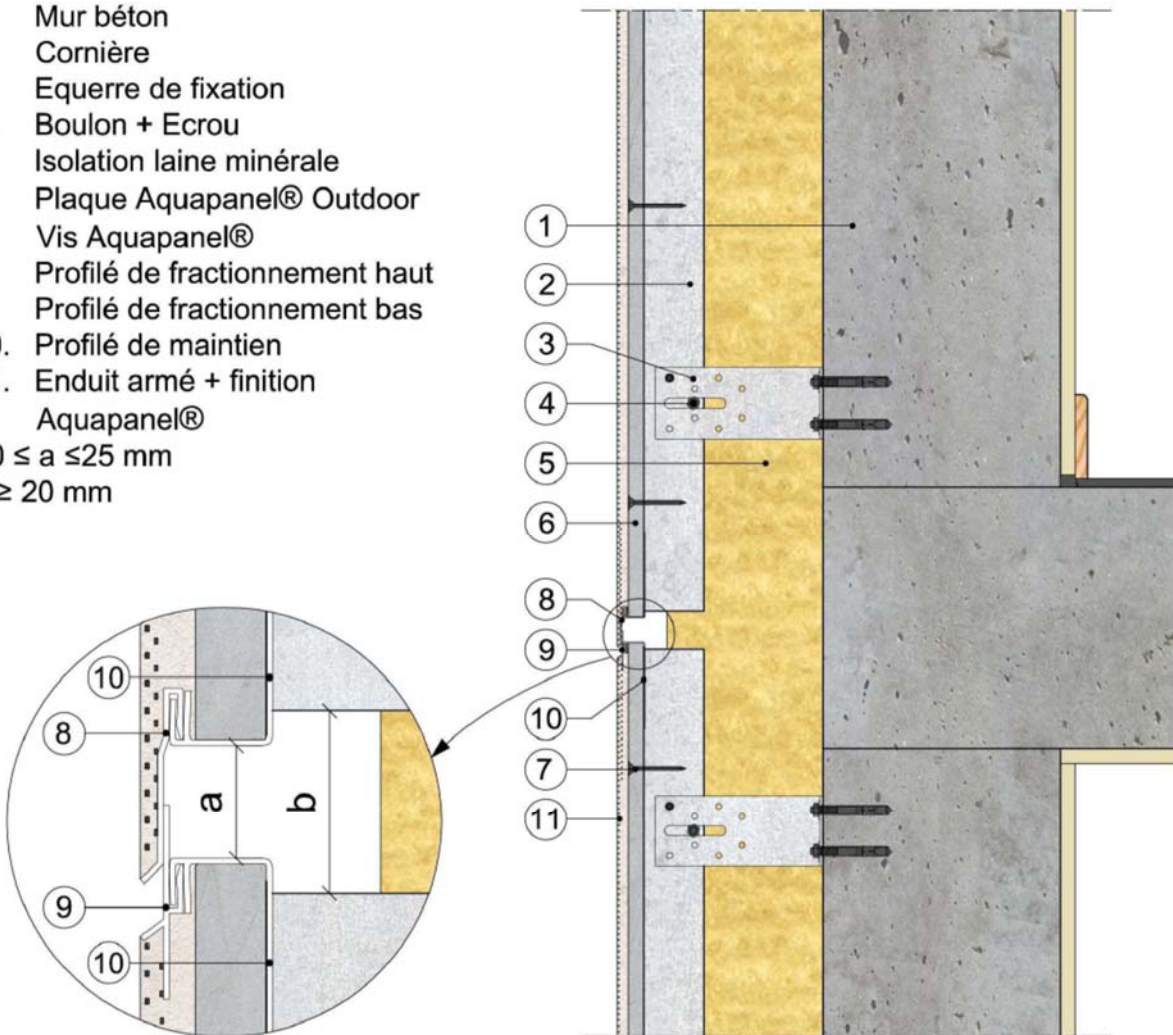 Mur béton
Cornière
Equerre de fixation
Boulon + Ecrou
Isolation laine minérale
Plaque Aquapanel® Outdoor
Vis Aquapanel®
Profilé de fractionnement haut
Profilé de fractionnement bas
. Profilé de maintien
. Enduit armé + finition
Aquapanel®
≤ a ≤25 mm
≥ 20 mm
1
2
3
4
5
6
8
9
10
7
11
10
8
a
b
9
10